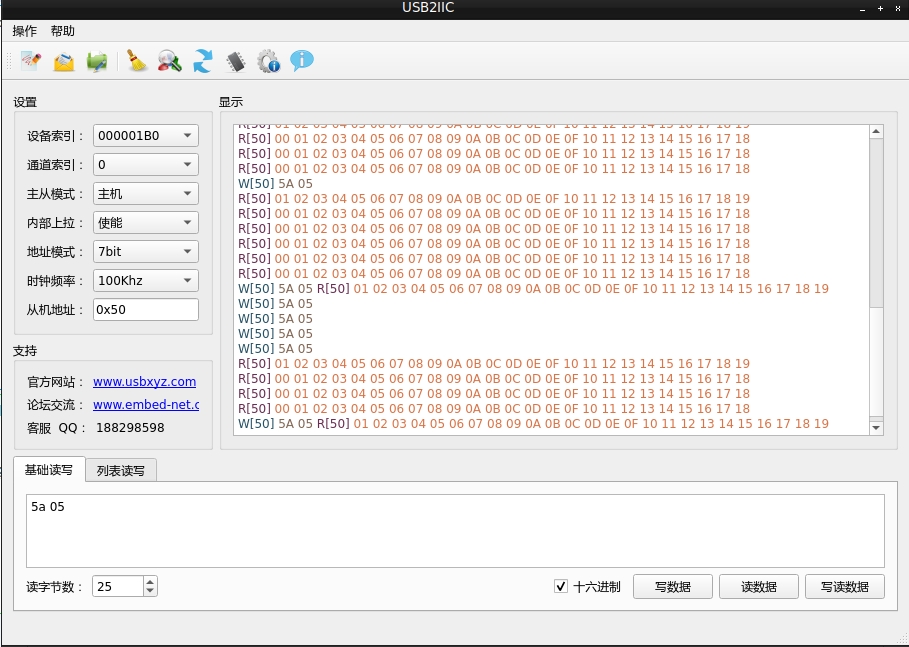 USB2IIC
操作 帮助
设置
显示
设备索引： 000001B0
通道索引： 0
主从模式： 主机
内部上拉： 使能
地址模式： 7bit
时钟频率： 100Khz
从机地址： 0x50
支持
官方网站： www.usbxyz.com
论坛交流： www.embed-net.c
客服 QQ： 188298598
R[50] 01 02 03 04 05 06 07 08 09 0A 0B 0C 0D 0E 0F 10 11 12 13 14 15 16 17 18 19
R[50] 00 01 02 03 04 05 06 07 08 09 0A 0B 0C 0D 0E 0F 10 11 12 13 14 15 16 17 18
R[50] 00 01 02 03 04 05 06 07 08 09 0A 0B 0C 0D 0E 0F 10 11 12 13 14 15 16 17 18
R[50] 00 01 02 03 04 05 06 07 08 09 0A 0B 0C 0D 0E 0F 10 11 12 13 14 15 16 17 18
W[50] 5A 05
R[50] 01 02 03 04 05 06 07 08 09 0A 0B 0C 0D 0E 0F 10 11 12 13 14 15 16 17 18 19
R[50] 00 01 02 03 04 05 06 07 08 09 0A 0B 0C 0D 0E 0F 10 11 12 13 14 15 16 17 18
R[50] 00 01 02 03 04 05 06 07 08 09 0A 0B 0C 0D 0E 0F 10 11 12 13 14 15 16 17 18
R[50] 00 01 02 03 04 05 06 07 08 09 0A 0B 0C 0D 0E 0F 10 11 12 13 14 15 16 17 18
R[50] 00 01 02 03 04 05 06 07 08 09 0A 0B 0C 0D 0E 0F 10 11 12 13 14 15 16 17 18
R[50] 00 01 02 03 04 05 06 07 08 09 0A 0B 0C 0D 0E 0F 10 11 12 13 14 15 16 17 18
W[50] 5A 05 R[50] 01 02 03 04 05 06 07 08 09 0A 0B 0C 0D 0E 0F 10 11 12 13 14 15 16 17 18 19
W[50] 5A 05
W[50] 5A 05
W[50] 5A 05
W[50] 5A 05
R[50] 01 02 03 04 05 06 07 08 09 0A 0B 0C 0D 0E 0F 10 11 12 13 14 15 16 17 18 19
R[50] 00 01 02 03 04 05 06 07 08 09 0A 0B 0C 0D 0E 0F 10 11 12 13 14 15 16 17 18
R[50] 00 01 02 03 04 05 06 07 08 09 0A 0B 0C 0D 0E 0F 10 11 12 13 14 15 16 17 18
R[50] 00 01 02 03 04 05 06 07 08 09 0A 0B 0C 0D 0E 0F 10 11 12 13 14 15 16 17 18
W[50] 5A 05 R[50] 01 02 03 04 05 06 07 08 09 0A 0B 0C 0D 0E 0F 10 11 12 13 14 15 16 17 18 19
基础读写 列表读写
5a 05
读字节数： 25 十六进制 写数据 读数据 写读数据